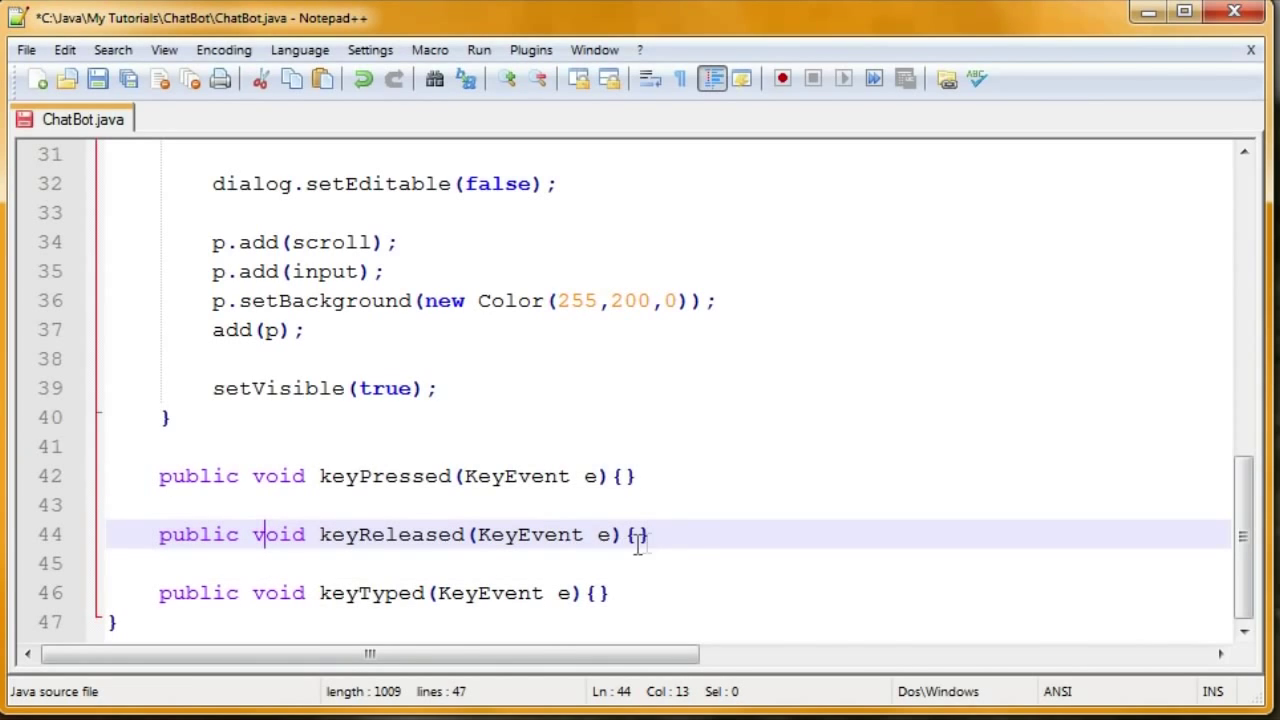 *C:\Java\My Tutorials\ChatBot\ChatBot.java - Notepad++
File Edit Search View Encoding Language Settings Macro Run Plugins Window ? X
ABC
ChatBot.java
31
32 dialog.setEditable(false);
33
34 p.add(scroll);
35 p.add(input);
36 p.setBackground(new Color(255,200,0));
37 add(p);
38
39 setVisible(true);
40 }
41
42 public void keyPressed(KeyEvent e){}
43
44 public void keyReleased(KeyEvent e){}
45
46 public void keyTyped(KeyEvent e){}
47 }
Java source file length : 1009 lines : 47 Ln : 44 Col : 13 Sel : 0 Dos\Windows ANSI INS